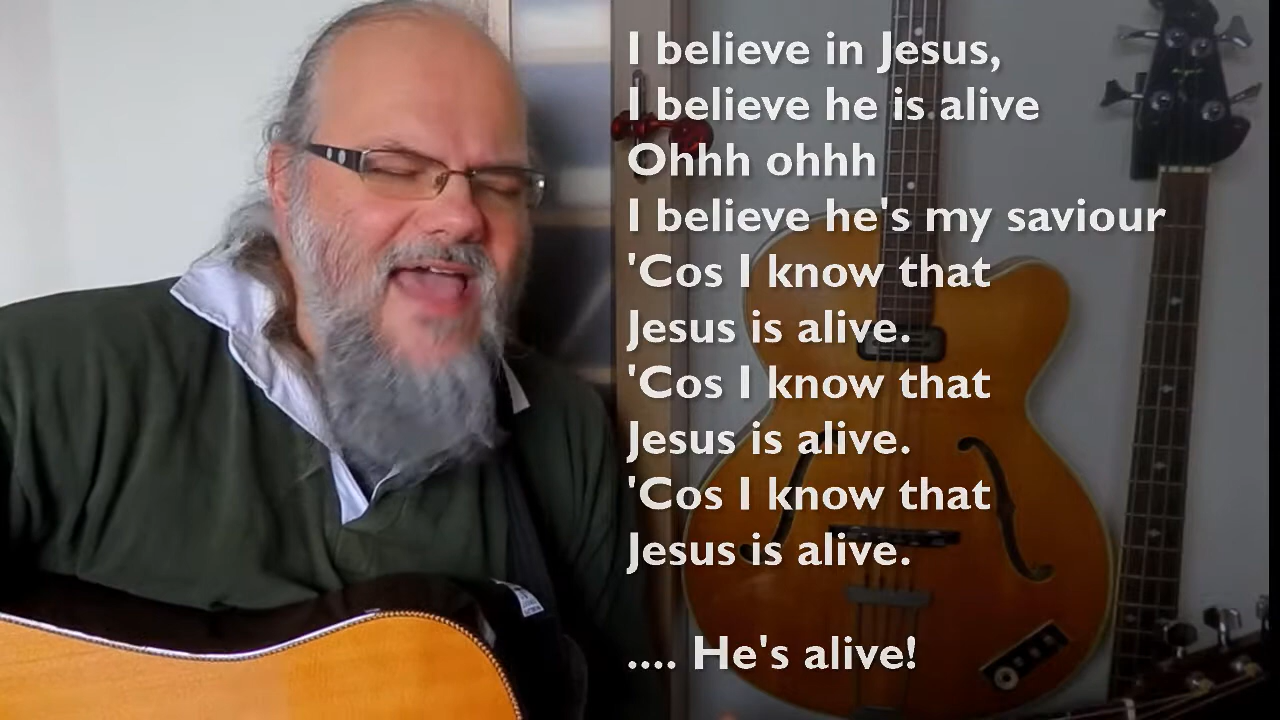 I believe in Jesus,
I believe he is alive
Ohhh ohhh
I believe he's my saviour
'Cos I know that
Jesus is alive.
'Cos I know that
Jesus is alive.
'Cos I know that
Jesus is alive.
.... He's alive!